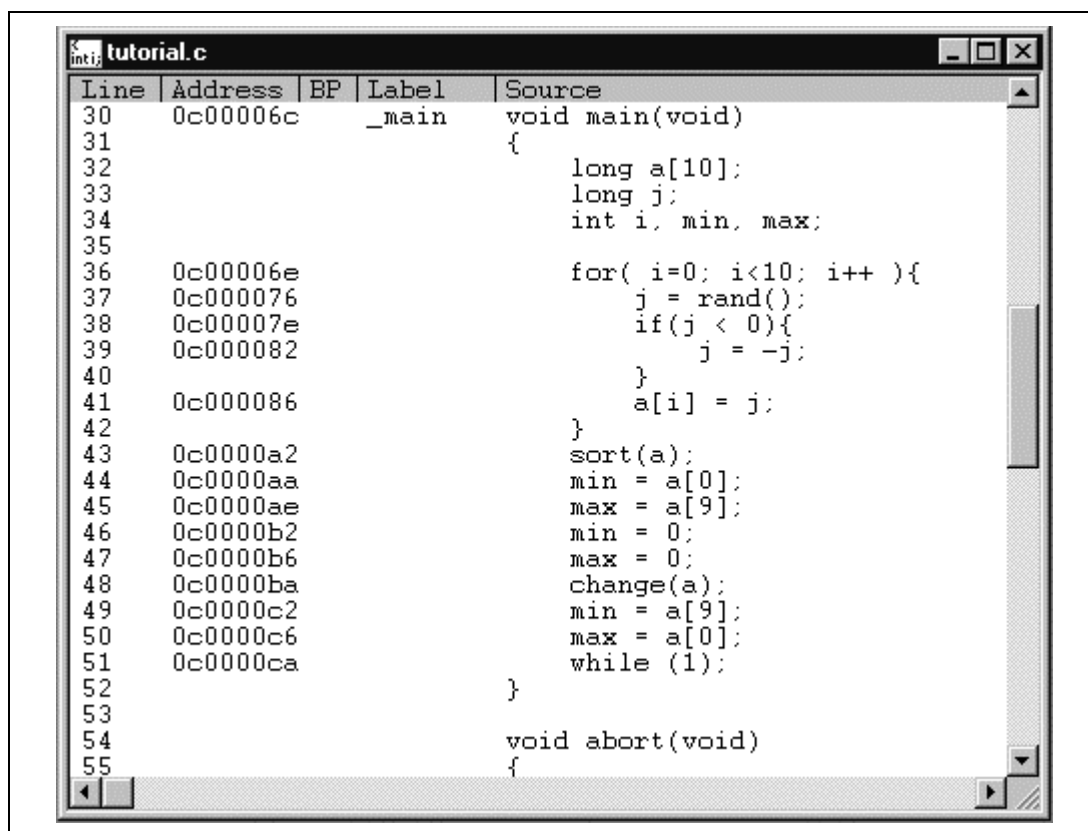 tutorial.c
Line Address BP Label Source
30 0c00006c _main void main(void)
31 {
32 long a[10];
33 long j;
34 int i, min, max;
35
36 0c00006e for( i=0; i<10; i++ ){
37 0c000076 j = rand();
38 0c00007e if(j < 0){
39 0c000082 j = -j;
40 }
41 0c000086 a[i] = j;
42 }
43 0c0000a2 sort(a);
44 0c0000aa min = a[0];
45 0c0000ae max = a[9];
46 0c0000b2 min = 0;
47 0c0000b6 max = 0;
48 0c0000ba change(a);
49 0c0000c2 min = a[9];
50 0c0000c6 max = a[0];
51 0c0000ca while (1);
52 }
53
54 void abort(void)
55 {